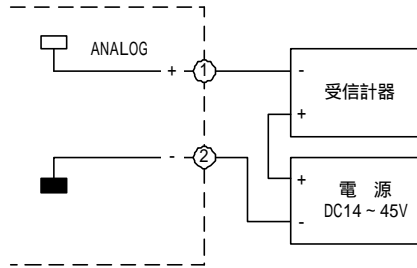 ANALOG
+ 1 -
受信計器
+
- 2 +
電 源
DC14 ~ 45V
-